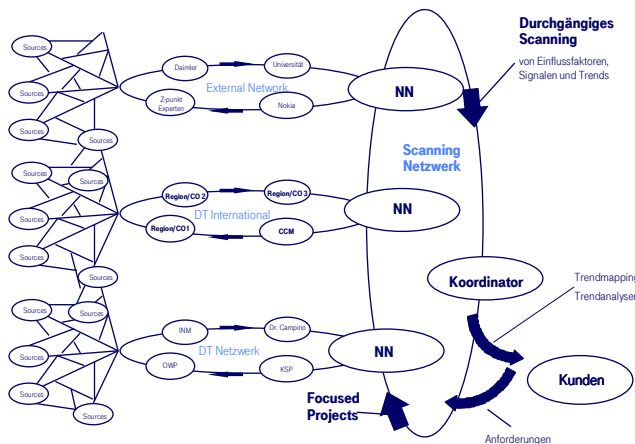 Sources
Sources
Sources
Sources
Daimler
Universität
External Network
Z-punkt
Experten
Nokia
NN
Durchgängiges
Scanning
von Einflussfaktoren,
Signalen und Trends
Scanning
Netzwerk
Sources
Sources
Sources
Sources
Sources
Region/CO 2
Region/CO 3
DT International
Region/CO1
CCM
NN
Koordinator
Trendmapping
Trendanalysen
Sources
Sources
Sources
Sources
Sources
INM
Dr. Campino
DT Netzwerk
OWP
KSP
NN
Kunden
Focused
Projects
Anforderungen